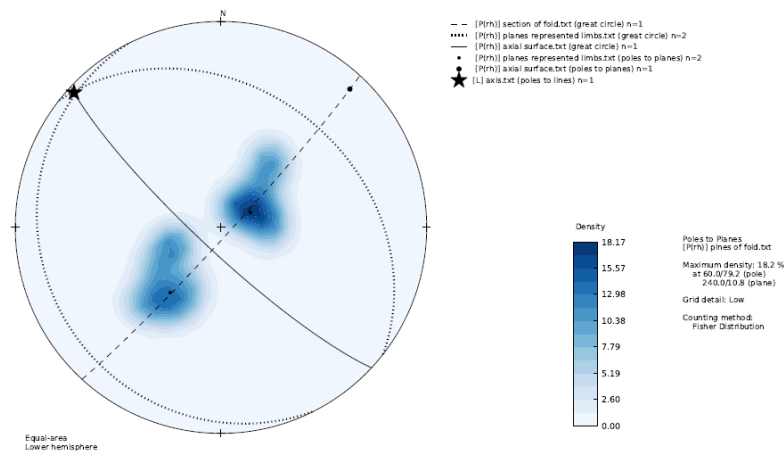 N
[P(rh)] section of fold.txt (great circle) n=1
[P(rh)] planes represented limbs.txt (great circle) n=2
[P(rh)] axial surface.txt (great circle) n=1
[P(rh)] planes represented limbs.txt (poles to planes) n=2
[P(rh)] axial surface.txt (poles to planes) n=1
[L] axis.txt (poles to lines) n=1
Density
18.17
15.57
12.98
10.38
7.79
5.19
2.60
0.00
Poles to Planes
[P(rh)] pines of fold.txt
Maximum density: 18.2 %
at 60.0/79.2 (pole)
240.0/10.8 (plane)
Grid detail: Low
Counting method:
Fisher Distribution
Equal-area
Lower hemisphere